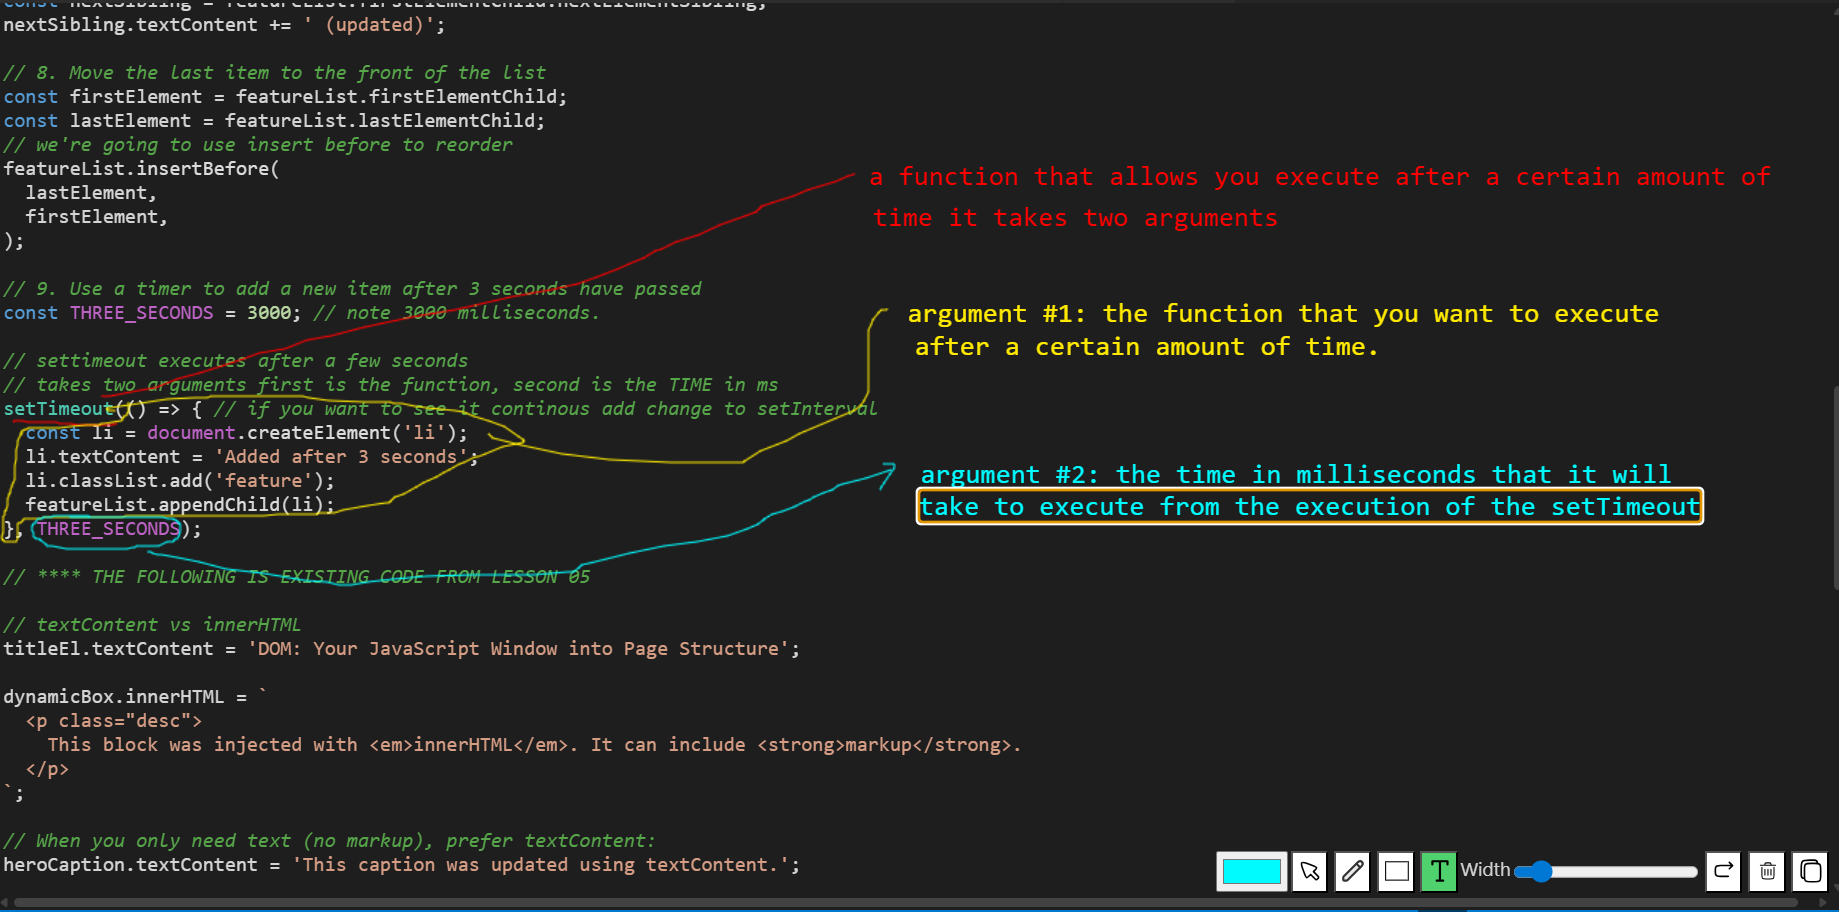 const nextSibling = featureList.firstElementChild.nextElementSibling;
nextSibling.textContent += ' (updated)';
// 8. Move the last item to the front of the list
const firstElement = featureList.firstElementChild;
const lastElement = featureList.lastElementChild;
// we're going to use insert before to reorder
featureList.insertBefore(
lastElement,
firstElement,
);
a function that allows you execute after a certain amount of
time it takes two arguments
// 9. Use a timer to add a new item after 3 seconds have passed
const THREE_SECONDS = 3000; // note 3000 milliseconds.
argument #1: the function that you want to execute
after a certain amount of time.
// settimeout executes after a few seconds
// takes two arguments first is the function, second is the TIME in ms
setTimeout(() => { // if you want to see it continous add change to setInterval
const li = document.createElement('li');
li.textContent = 'Added after 3 seconds';
li.classList.add('feature');
featureList.appendChild(li);
}, THREE_SECONDS);
argument #2: the time in milliseconds that it will
take to execute from the execution of the setTimeout
// **** THE FOLLOWING IS EXISTING CODE FROM LESSON 05
// textContent vs innerHTML
titleEl.textContent = 'DOM: Your JavaScript Window into Page Structure';
dynamicBox.innerHTML = `
<p class="desc">
This block was injected with <em>innerHTML</em>. It can include <strong>markup</strong>.
</p>
`;
// When you only need text (no markup), prefer textContent:
heroCaption.textContent = 'This caption was updated using textContent.';
T
Width